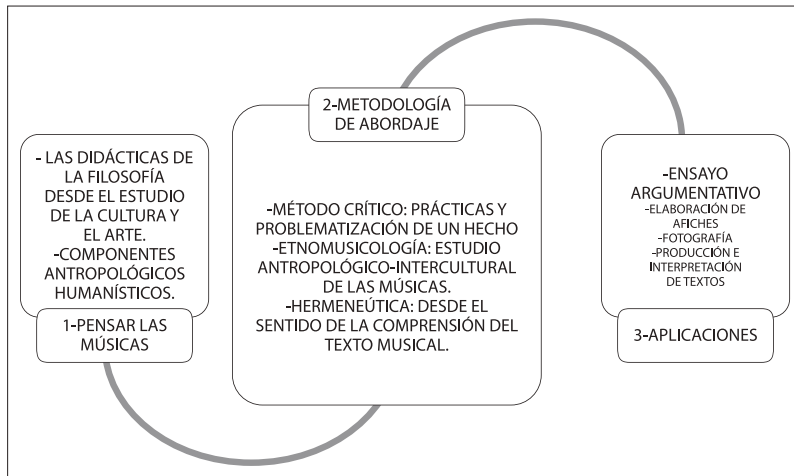 - LAS DIDÁCTICAS DE
LA FILOSOFÍA
DESDE EL ESTUDIO
DE LA CULTURA Y
EL ARTE.
-COMPONENTES
ANTROPOLÓGICOS
HUMANÍSTICOS.
1-PENSAR LAS
MÚSICAS
2-METODOLOGÍA
DE ABORDAJE
-MÉTODO CRÍTICO: PRÁCTICAS Y
PROBLEMATIZACIÓN DE UN HECHO
-ETNOMUSICOLOGÍA: ESTUDIO
ANTROPOLÓGICO-INTERCULTURAL
DE LAS MÚSICAS.
-HERMENEÚTICA: DESDE EL
SENTIDO DE LA COMPRENSIÓN DEL
TEXTO MUSICAL.
-ENSAYO
ARGUMENTATIVO
-ELABORACIÓN DE
AFICHES
-FOTOGRAFÍA
-PRODUCCIÓN E
INTERPRETACIÓN
DE TEXTOS
3-APLICACIONES